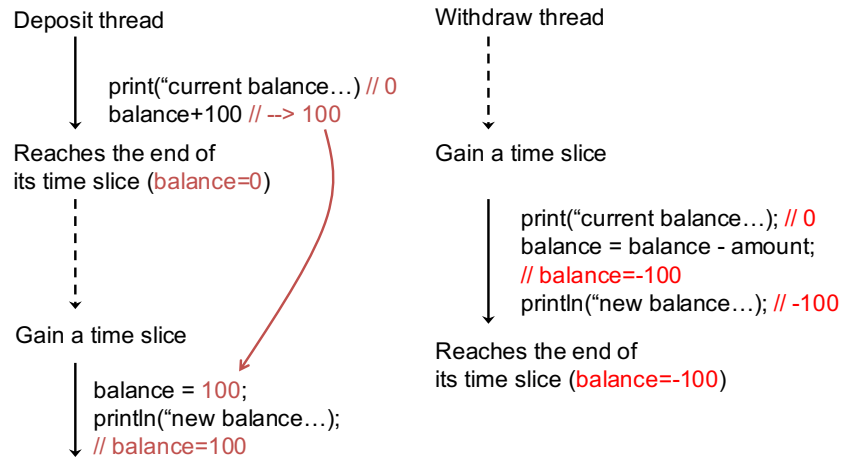 Deposit thread
print(“current balance…) // 0
balance+100 // --> 100
Reaches the end of
its time slice (balance=0)
Gain a time slice
balance = 100;
println(“new balance…);
// balance=100
Withdraw thread
Gain a time slice
print(“current balance…); // 0
balance = balance - amount;
// balance=-100
println(“new balance…); // -100
Reaches the end of
its time slice (balance=-100)